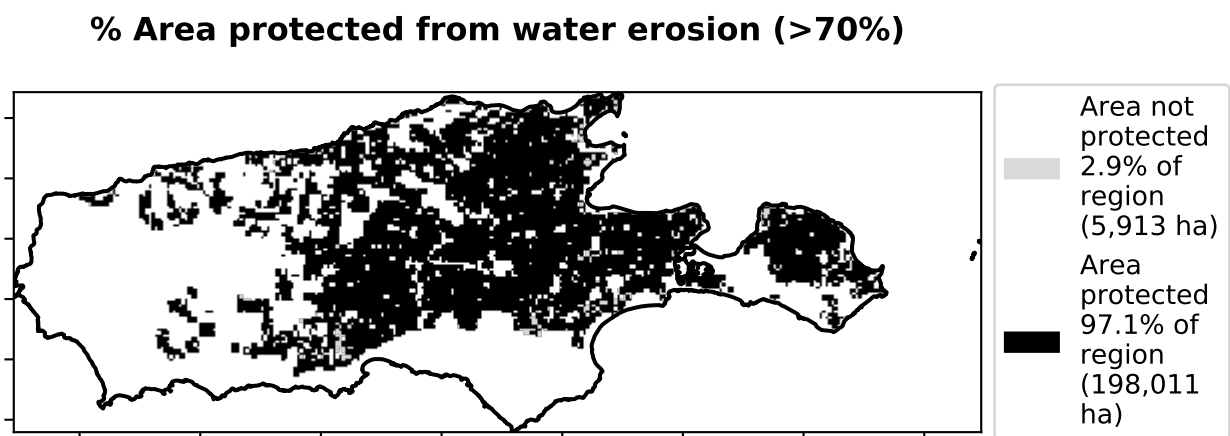 % Area protected from water erosion (>70%)
Area not
protected
2.9% of
region
(5,913 ha)
Area
protected
97.1% of
region
(198,011
ha)